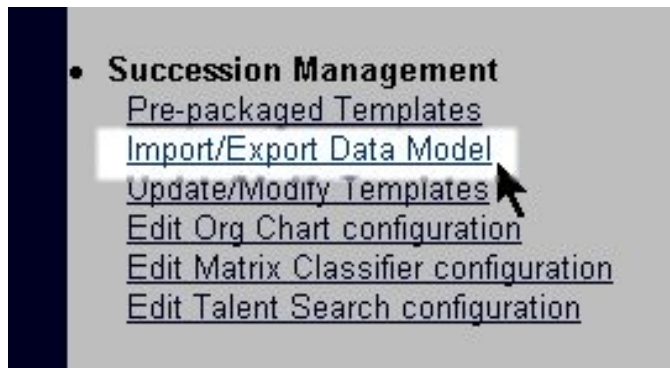 • Succession Management
Pre-packaged Templates
Import/Export Data Model
Update/Modify Templates
Edit Org Chart configuration
Edit Matrix Classifier configuration
Edit Talent Search configuration